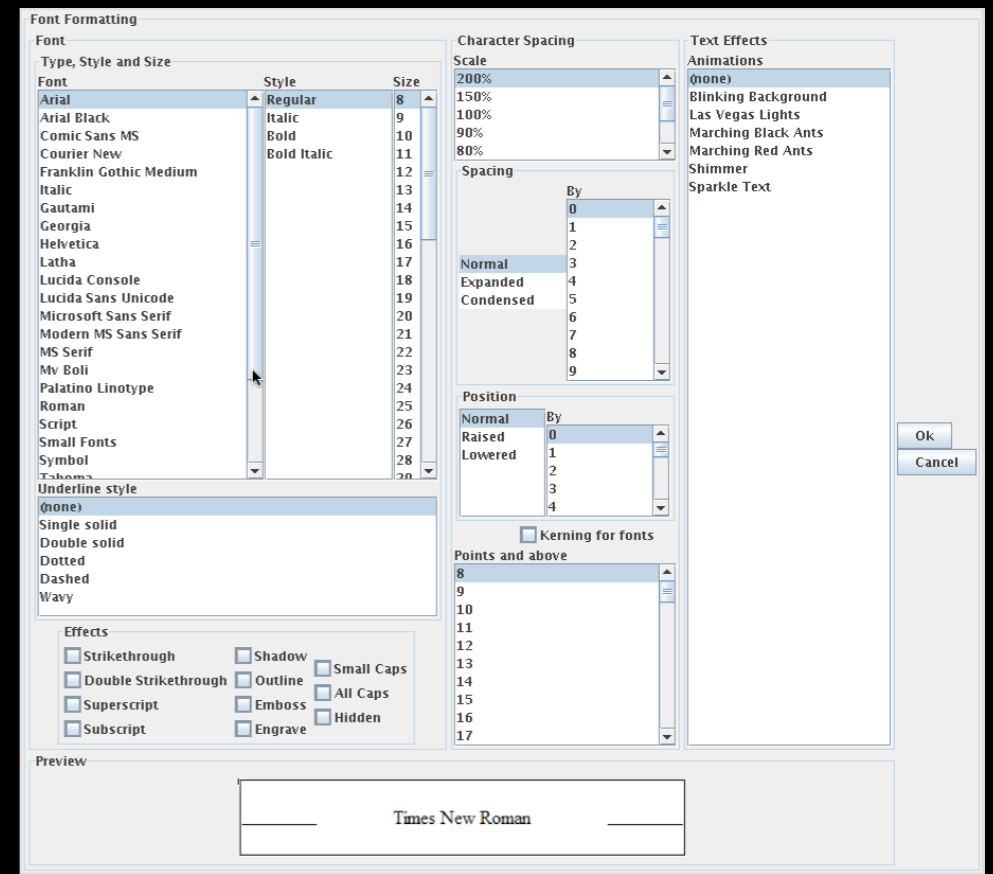 Font Formatting
Font
Type, Style and Size
Font
Arial
Arial Black
Comic Sans MS
Courier New
Franklin Gothic Medium
Italic
Gautami
Georgia
Helvetica
Latha
Lucida Console
Lucida Sans Unicode
Microsoft Sans Serif
Modern MS Sans Serif
MS Serif
Mv Boli
Palatino Linotype
Roman
Script
Small Fonts
Symbol
Tahoma
Style
Regular
Italic
Bold
Bold Italic
Size
8
9
10
11
12
13
14
15
16
17
18
19
20
21
22
23
24
25
26
27
28
29
Underline style
(none)
Single solid
Double solid
Dotted
Dashed
Wavy
Effects
Strikethrough
Double Strikethrough
Superscript
Subscript
Shadow
Outline
Emboss
Engrave
Small Caps
All Caps
Hidden
Character Spacing
Scale
200%
150%
100%
90%
80%
Spacing
Normal
Expanded
Condensed
By
0
1
2
3
4
5
6
7
8
9
Position
Normal
Raised
Lowered
By
0
1
2
3
4
Kerning for fonts
Points and above
8
9
10
11
12
13
14
15
16
17
Text Effects
Animations
(none)
Blinking Background
Las Vegas Lights
Marching Black Ants
Marching Red Ants
Shimmer
Sparkle Text
Ok
Cancel
Preview
Times New Roman